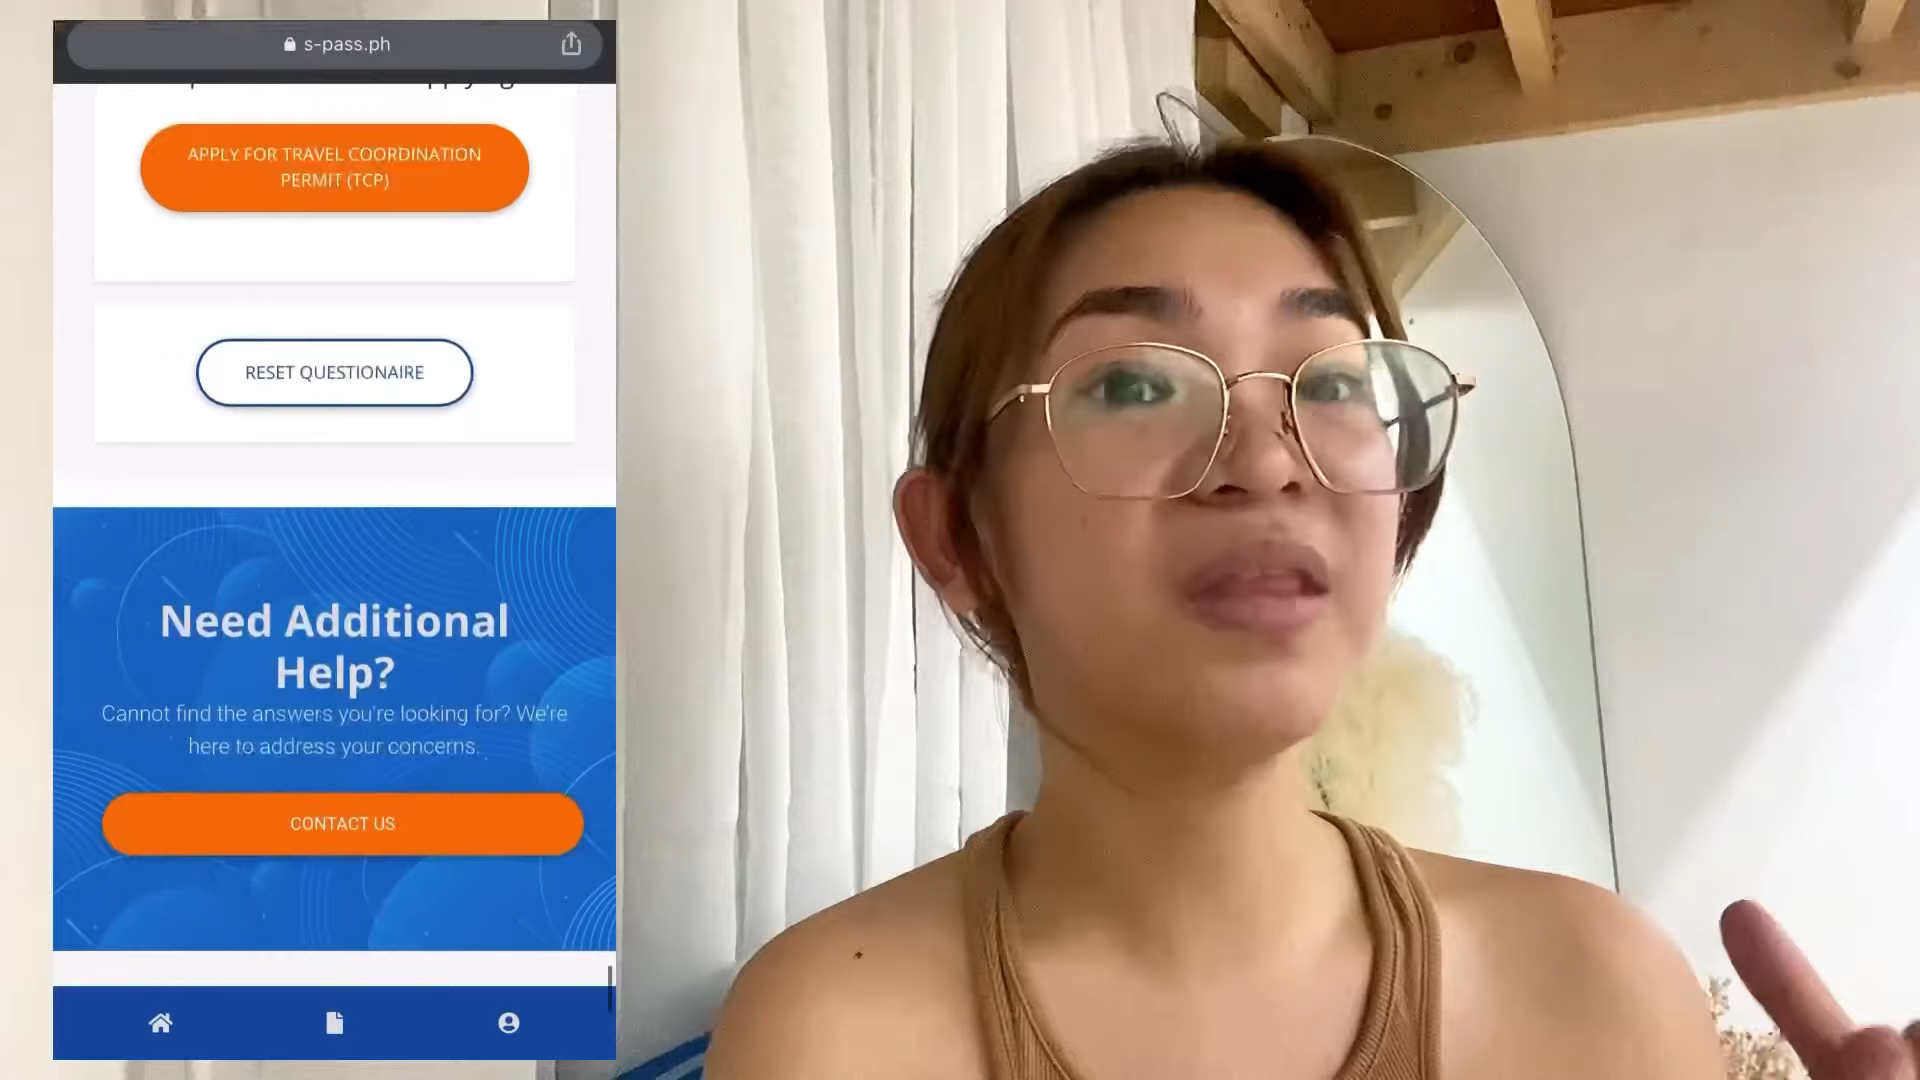 s-pass.ph
APPLY FOR TRAVEL COORDINATION
PERMIT (TCP)
RESET QUESTIONAIRE
Need Additional
Help?
Cannot find the answers you're looking for? We're
here to address your concerns.
CONTACT US